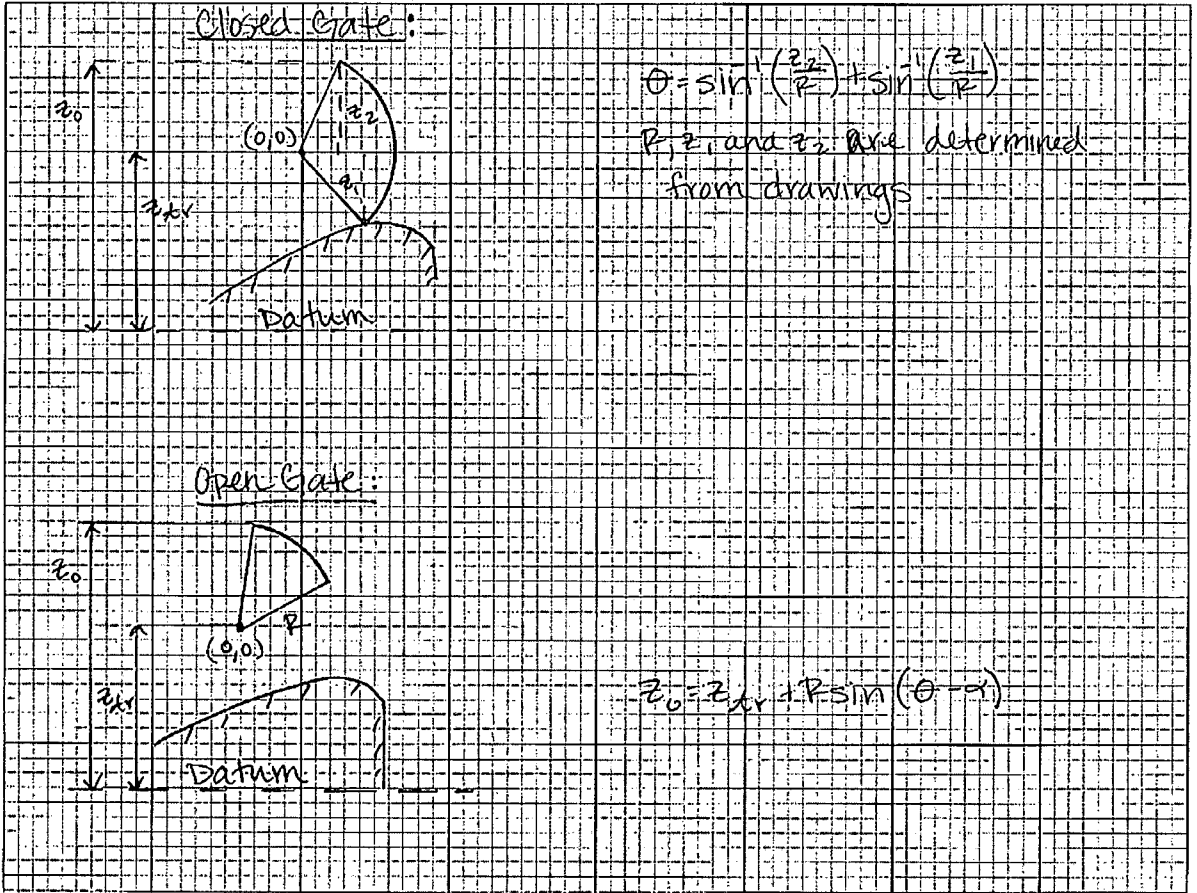 Closed Gate:
θ = sin⁻¹(z₂/R) + sin⁻¹(z₁/R)
R, z₁ and z₂ are determined
from drawings
z₀
z₂
(0,0)
z₁
ztr
Datum
Open Gate:
z₀
R
(0,0)
ztr
z₀ = ztr + R sin(θ - α)
Datum